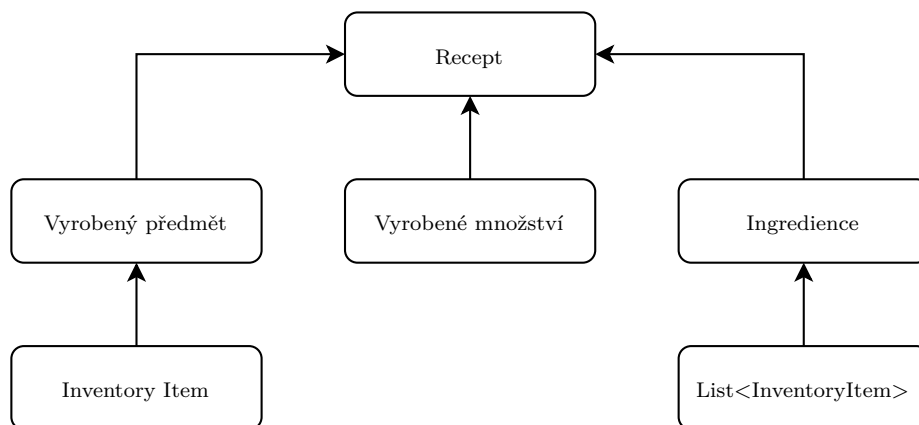 Recept
Vyrobený předmět
Vyrobené množství
Ingredience
Inventory Item
List<InventoryItem>